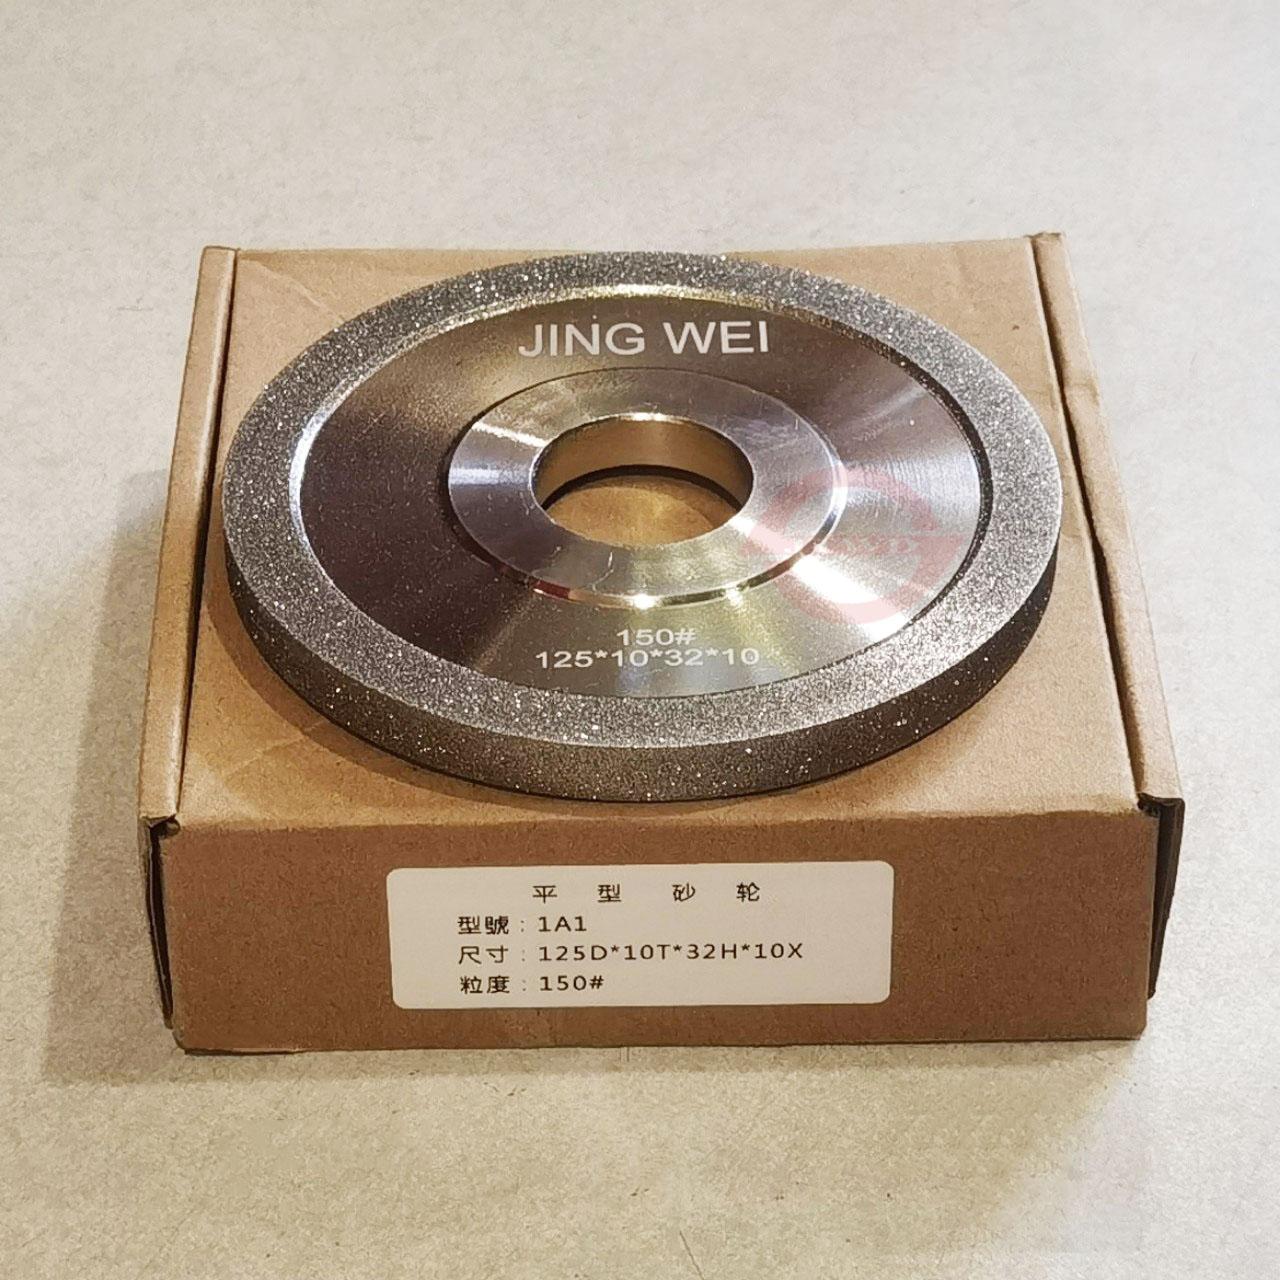 JING WEI
150#
125*10*32*10
平 型 砂 轮
型號：1A1
尺寸：125D*10T*32H*10X
粒度：150#